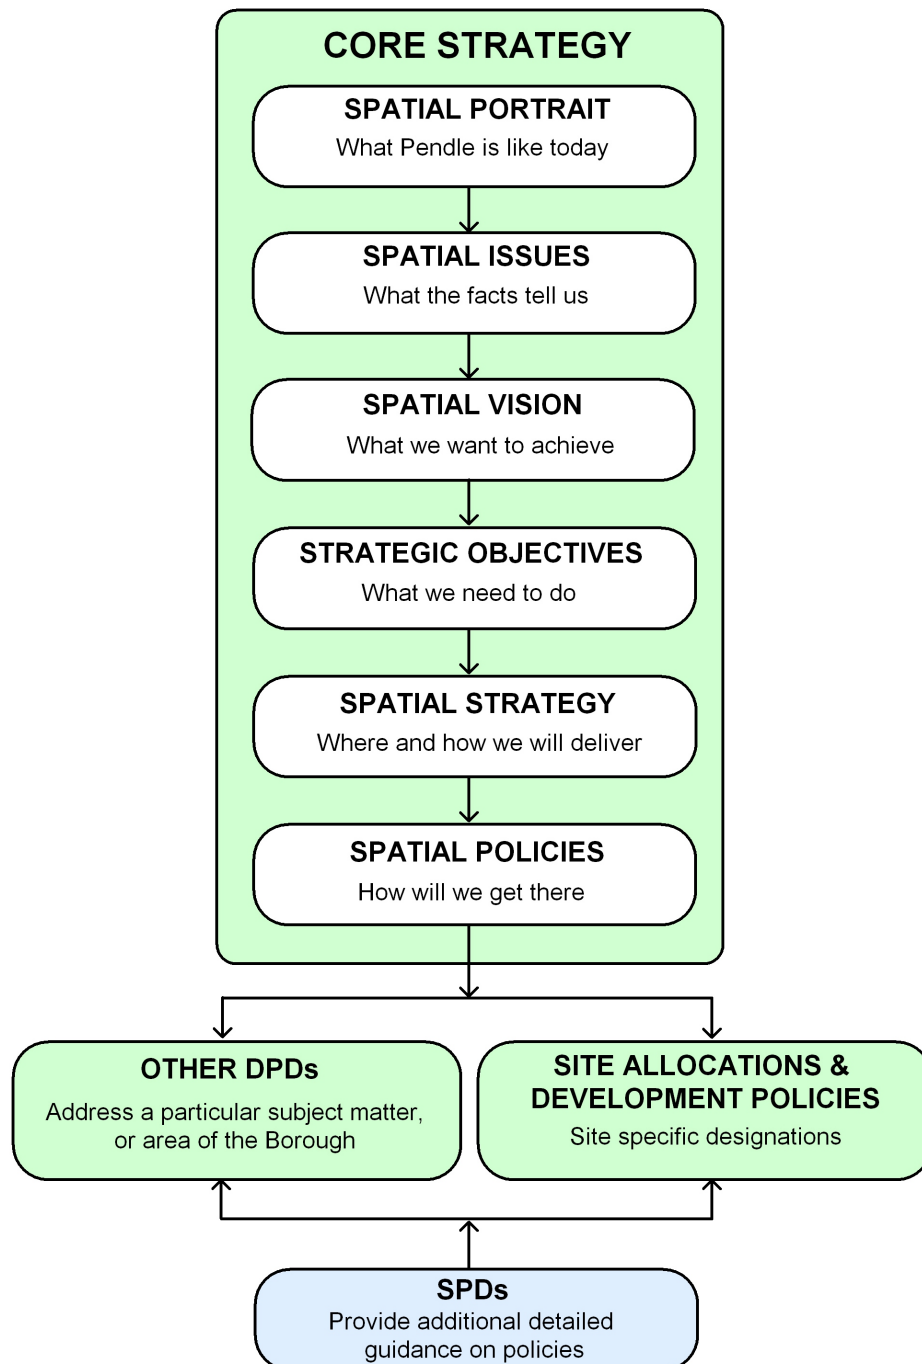 CORE STRATEGY
SPATIAL PORTRAIT
What Pendle is like today
SPATIAL ISSUES
What the facts tell us
SPATIAL VISION
What we want to achieve
STRATEGIC OBJECTIVES
What we need to do
SPATIAL STRATEGY
Where and how we will deliver
SPATIAL POLICIES
How will we get there
OTHER DPDs
Address a particular subject matter,
or area of the Borough
SITE ALLOCATIONS &
DEVELOPMENT POLICIES
Site specific designations
SPDs
Provide additional detailed
guidance on policies